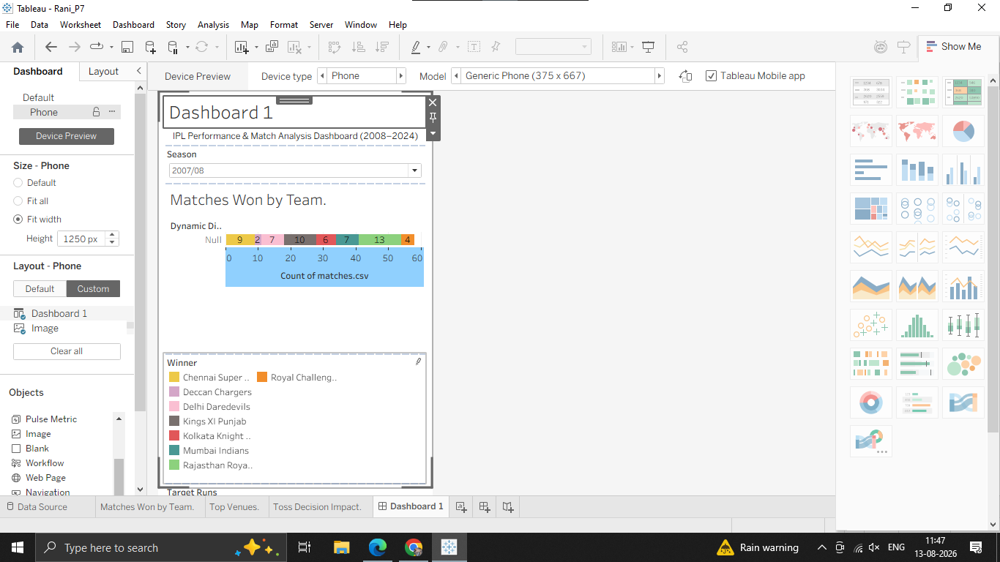 Tableau - Rani_P7
File Data Worksheet Dashboard Story Analysis Map Format Server Window Help
Show Me
Dashboard Layout
Device Preview Device type Phone Model Generic Phone (375 x 667) Tableau Mobile app
Default
Phone
Device Preview
Size - Phone
Default
Fit all
Fit width
Height 1250 px
Layout - Phone
Default Custom
Dashboard 1
Image
Clear all
Objects
Pulse Metric
Image
Blank
Workflow
Web Page
Navigation
Dashboard 1
IPL Performance & Match Analysis Dashboard (2008–2024)
Season
2007/08
Matches Won by Team.
Dynamic Di..
Null 9 2 7 10 6 7 13 4
0 10 20 30 40 50 60
Count of matches.csv
Winner
Chennai Super .. Royal Challeng..
Deccan Chargers
Delhi Daredevils
Kings XI Punjab
Kolkata Knight ..
Mumbai Indians
Rajasthan Roya..
Target Runs
Data Source Matches Won by Team. Top Venues. Toss Decision Impact. Dashboard 1
Type here to search
Rain warning
ENG
11:47
13-08-2026